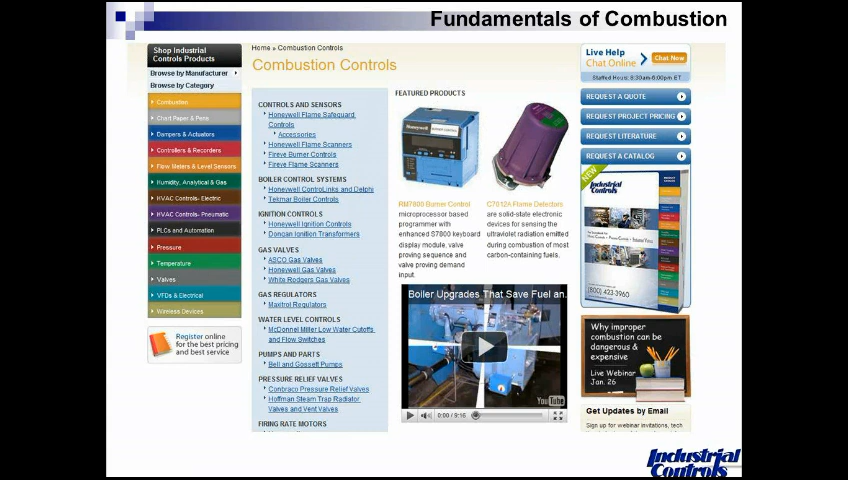 Fundamentals of Combustion
Shop Industrial
Controls Products
Browse by Manufacturer
Browse by Category
Combustion
Chart Paper & Pens
Dampers & Actuators
Controllers & Recorders
Flow Meters & Level Sensors
Humidity, Analytical & Gas
HVAC Controls- Electric
HVAC Controls- Pneumatic
PLCs and Automation
Pressure
Temperature
Valves
VFDs & Electrical
Wireless Devices
Register online
for the best pricing
and best service
Home » Combustion Controls
Combustion Controls
CONTROLS AND SENSORS
Honeywell Flame Safeguard
Controls
Accessories
Honeywell Flame Scanners
Fireye Burner Controls
Fireye Flame Scanners
BOILER CONTROL SYSTEMS
Honeywell ControLinks and Delphi
Tekmar Boiler Controls
IGNITION CONTROLS
Honeywell Ignition Controls
Dongan Ignition Transformers
GAS VALVES
ASCO Gas Valves
Honeywell Gas Valves
White Rodgers Gas Valves
GAS REGULATORS
Maxitrol Regulators
WATER LEVEL CONTROLS
McDonnel Miller Low Water Cutoffs
and Flow Switches
PUMPS AND PARTS
Bell and Gossett Pumps
PRESSURE RELIEF VALVES
Conbraco Pressure Relief Valves
Hoffman Steam Trap Radiator
Valves and Vent Valves
FIRING RATE MOTORS
FEATURED PRODUCTS
Honeywell
RM7800 Burner Control
microprocessor based
programmer with
enhanced S7800 keyboard
display module, valve
proving sequence and
valve proving demand
input.
C7012A Flame Detectors
are solid-state electronic
devices for sensing the
ultraviolet radiation emitted
during combustion of most
carbon-containing fuels.
Boiler Upgrades That Save Fuel an...
YouTube
0:00 / 9:16
Live Help
Chat Online
Chat Now
Staffed Hours: 8:30am-6:00pm ET
REQUEST A QUOTE
REQUEST PROJECT PRICING
REQUEST LITERATURE
REQUEST A CATALOG
NEW
Industrial
Controls
(800) 423-3960
Why improper
combustion can be
dangerous &
expensive
Live Webinar
Jan. 26
Get Updates by Email
Sign up for webinar invitations, tech
Industrial
Controls